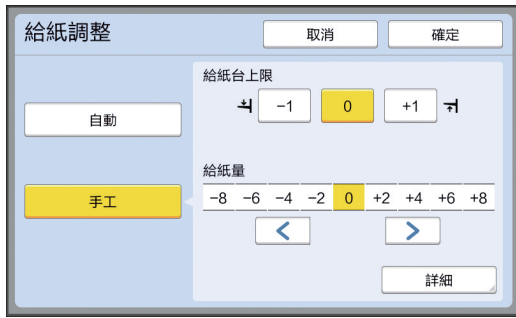 給紙調整 取消 確定
給紙台上限
−1 0 +1
自動
給紙量
手工 −8 −6 −4 −2 0 +2 +4 +6 +8
詳細